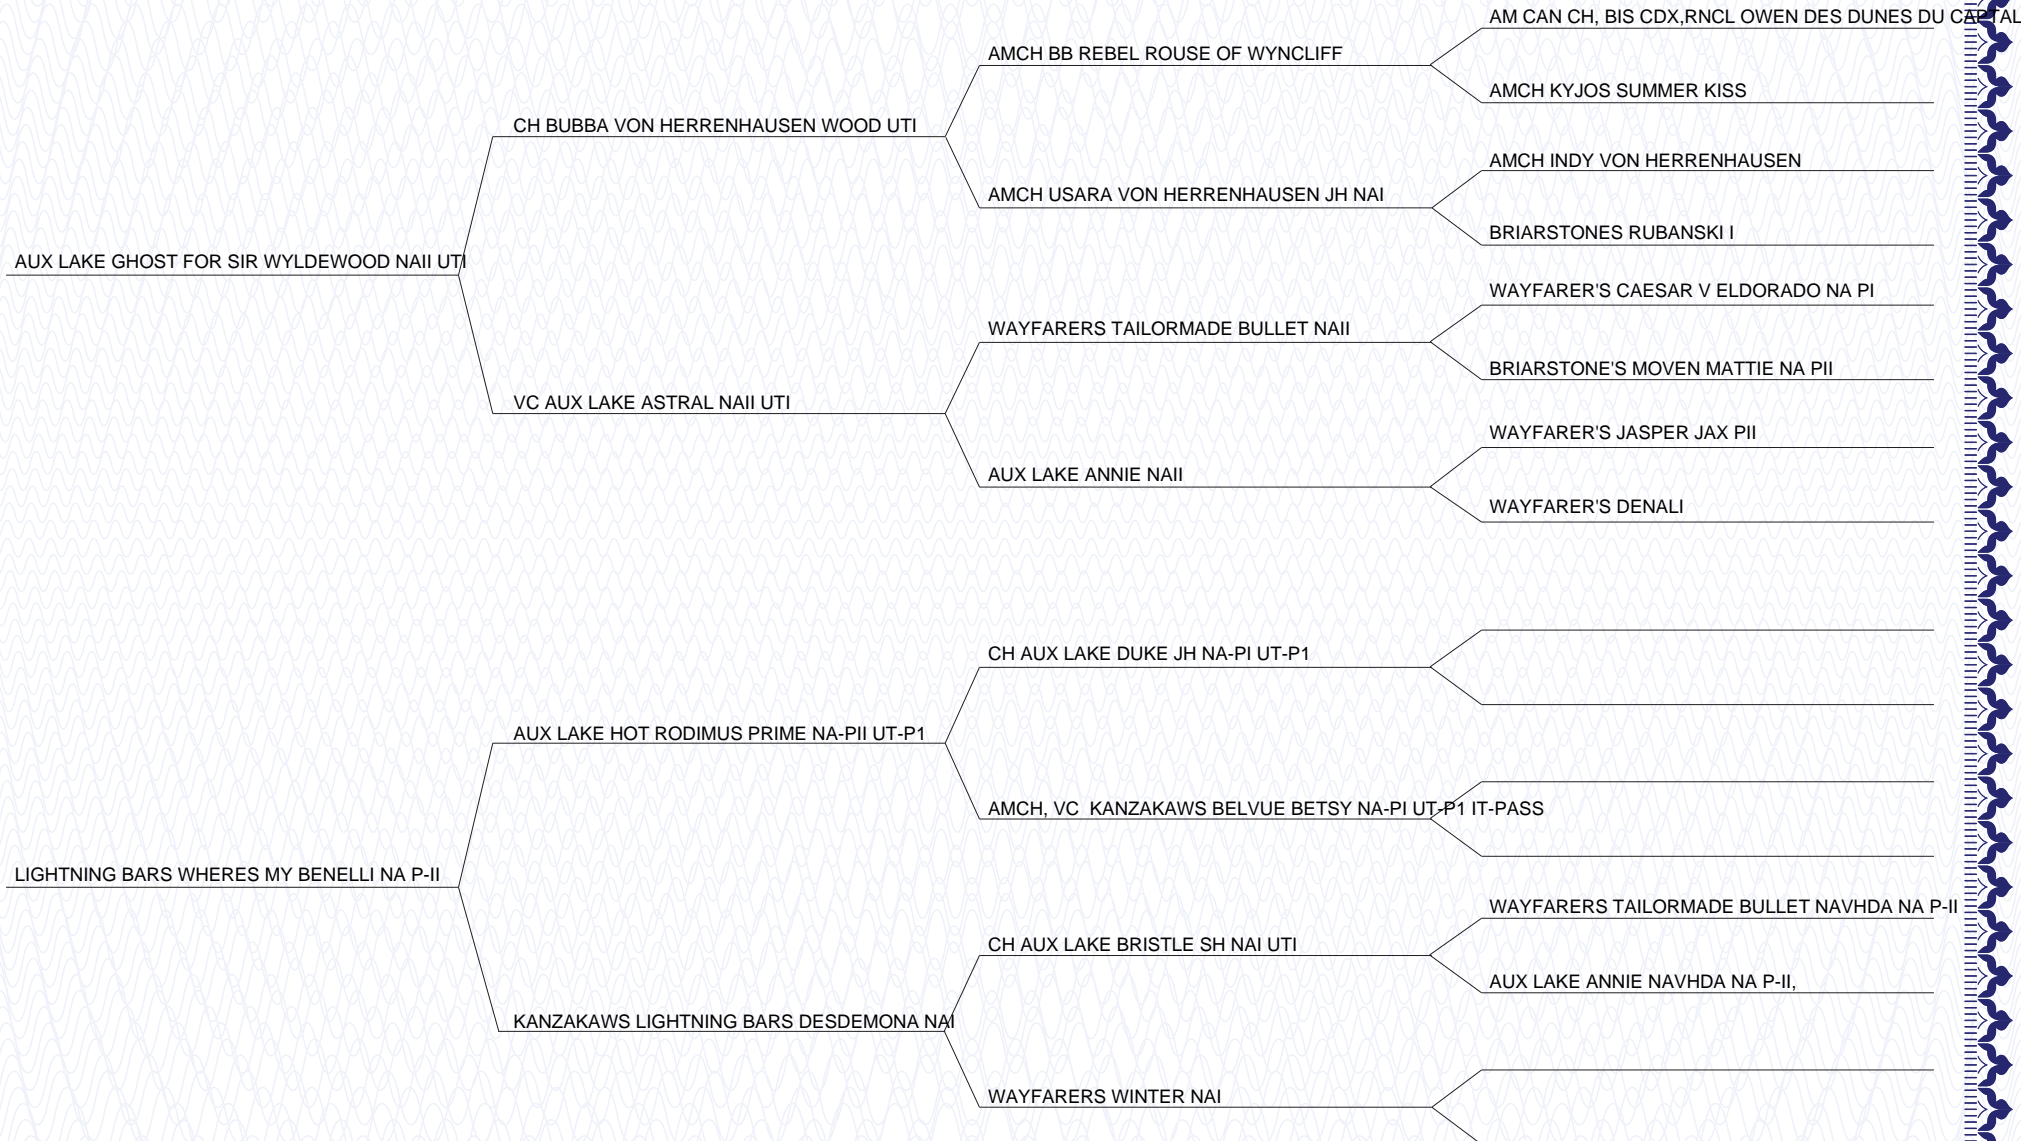 AM CAN CH, BIS CDX,RNCL OWEN DES DUNES DU CAPTAL
AMCH BB REBEL ROUSE OF WYNCLIFF
AMCH KYJOS SUMMER KISS
CH BUBBA VON HERRENHAUSEN WOOD UTI
AMCH INDY VON HERRENHAUSEN
AMCH USARA VON HERRENHAUSEN JH NAI
BRIARSTONES RUBANSKI I
AUX LAKE GHOST FOR SIR WYLDEWOOD NAII UTI
WAYFARER'S CAESAR V ELDORADO NA PI
WAYFARERS TAILORMADE BULLET NAII
BRIARSTONE'S MOVEN MATTIE NA PII
VC AUX LAKE ASTRAL NAII UTI
WAYFARER'S JASPER JAX PII
AUX LAKE ANNIE NAII
WAYFARER'S DENALI
CH AUX LAKE DUKE JH NA-PI UT-P1
AUX LAKE HOT RODIMUS PRIME NA-PII UT-P1
AMCH, VC  KANZAKAWS BELVUE BETSY NA-PI UT-P1 IT-PASS
LIGHTNING BARS WHERES MY BENELLI NA P-II
WAYFARERS TAILORMADE BULLET NAVHDA NA P-II
CH AUX LAKE BRISTLE SH NAI UTI
AUX LAKE ANNIE NAVHDA NA P-II,
KANZAKAWS LIGHTNING BARS DESDEMONA NAI
WAYFARERS WINTER NAI